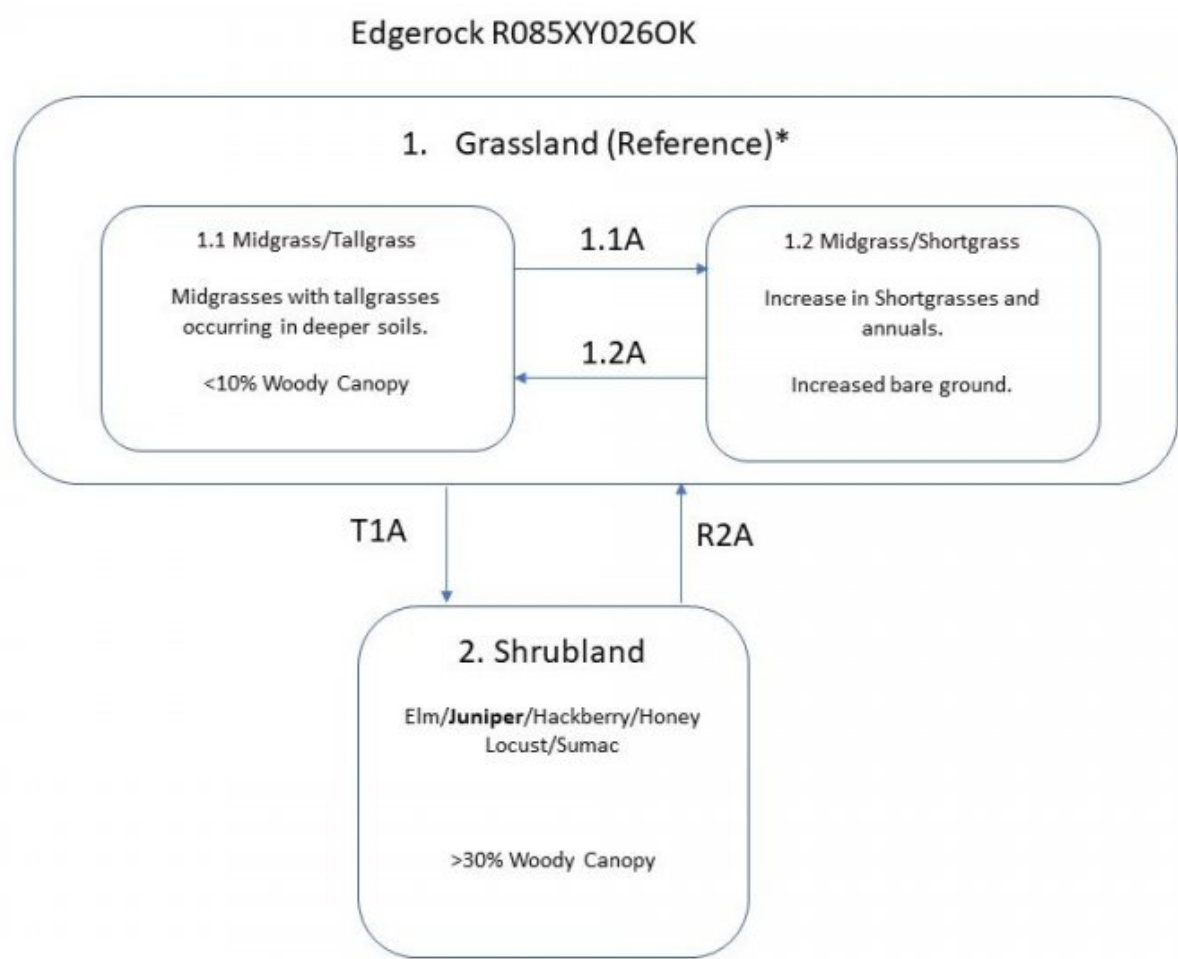 Edgerock R085XY026OK
1. Grassland (Reference)*
1.1 Midgrass/Tallgrass
Midgrasses with tallgrasses
occurring in deeper soils.
<10% Woody Canopy
1.1A
1.2A
1.2 Midgrass/Shortgrass
Increase in Shortgrasses and
annuals.
Increased bare ground.
T1A
R2A
2. Shrubland
Elm/Juniper/Hackberry/Honey
Locust/Sumac
>30% Woody Canopy